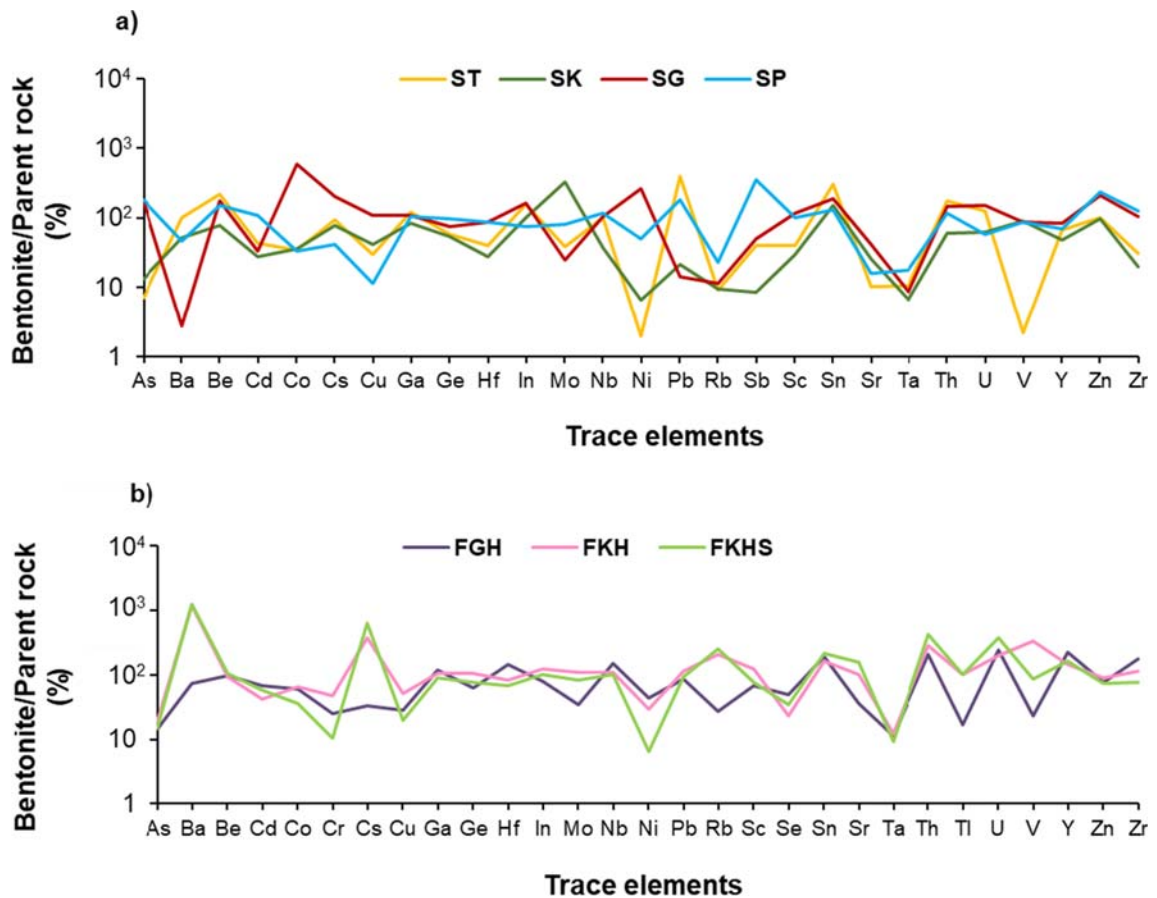 a)
ST SK SG SP
Bentonite/Parent rock
(%)
10⁴
10³
10²
10
1
As Ba Be Cd Co Cs Cu Ga Ge Hf In Mo Nb Ni Pb Rb Sb Sc Sn Sr Ta Th U V Y Zn Zr
Trace elements
b)
FGH FKH FKHS
Bentonite/Parent rock
(%)
10⁴
10³
10²
10
1
As Ba Be Cd Co Cr Cs Cu Ga Ge Hf In Mo Nb Ni Pb Rb Sc Se Sn Sr Ta Th Tl U V Y Zn Zr
Trace elements